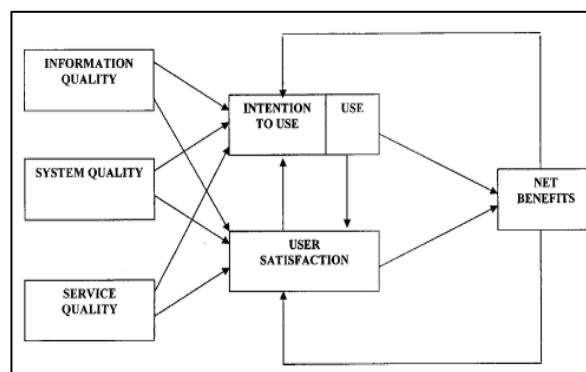 INFORMATION
QUALITY
INTENTION
TO USE
USE
SYSTEM QUALITY
NET
BENEFITS
USER
SATISFACTION
SERVICE
QUALITY